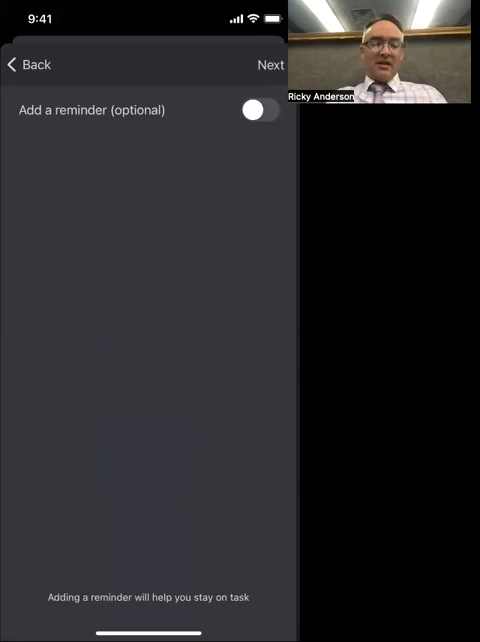 9:41
Back
Next
Ricky Anderson
Add a reminder (optional)
Adding a reminder will help you stay on task